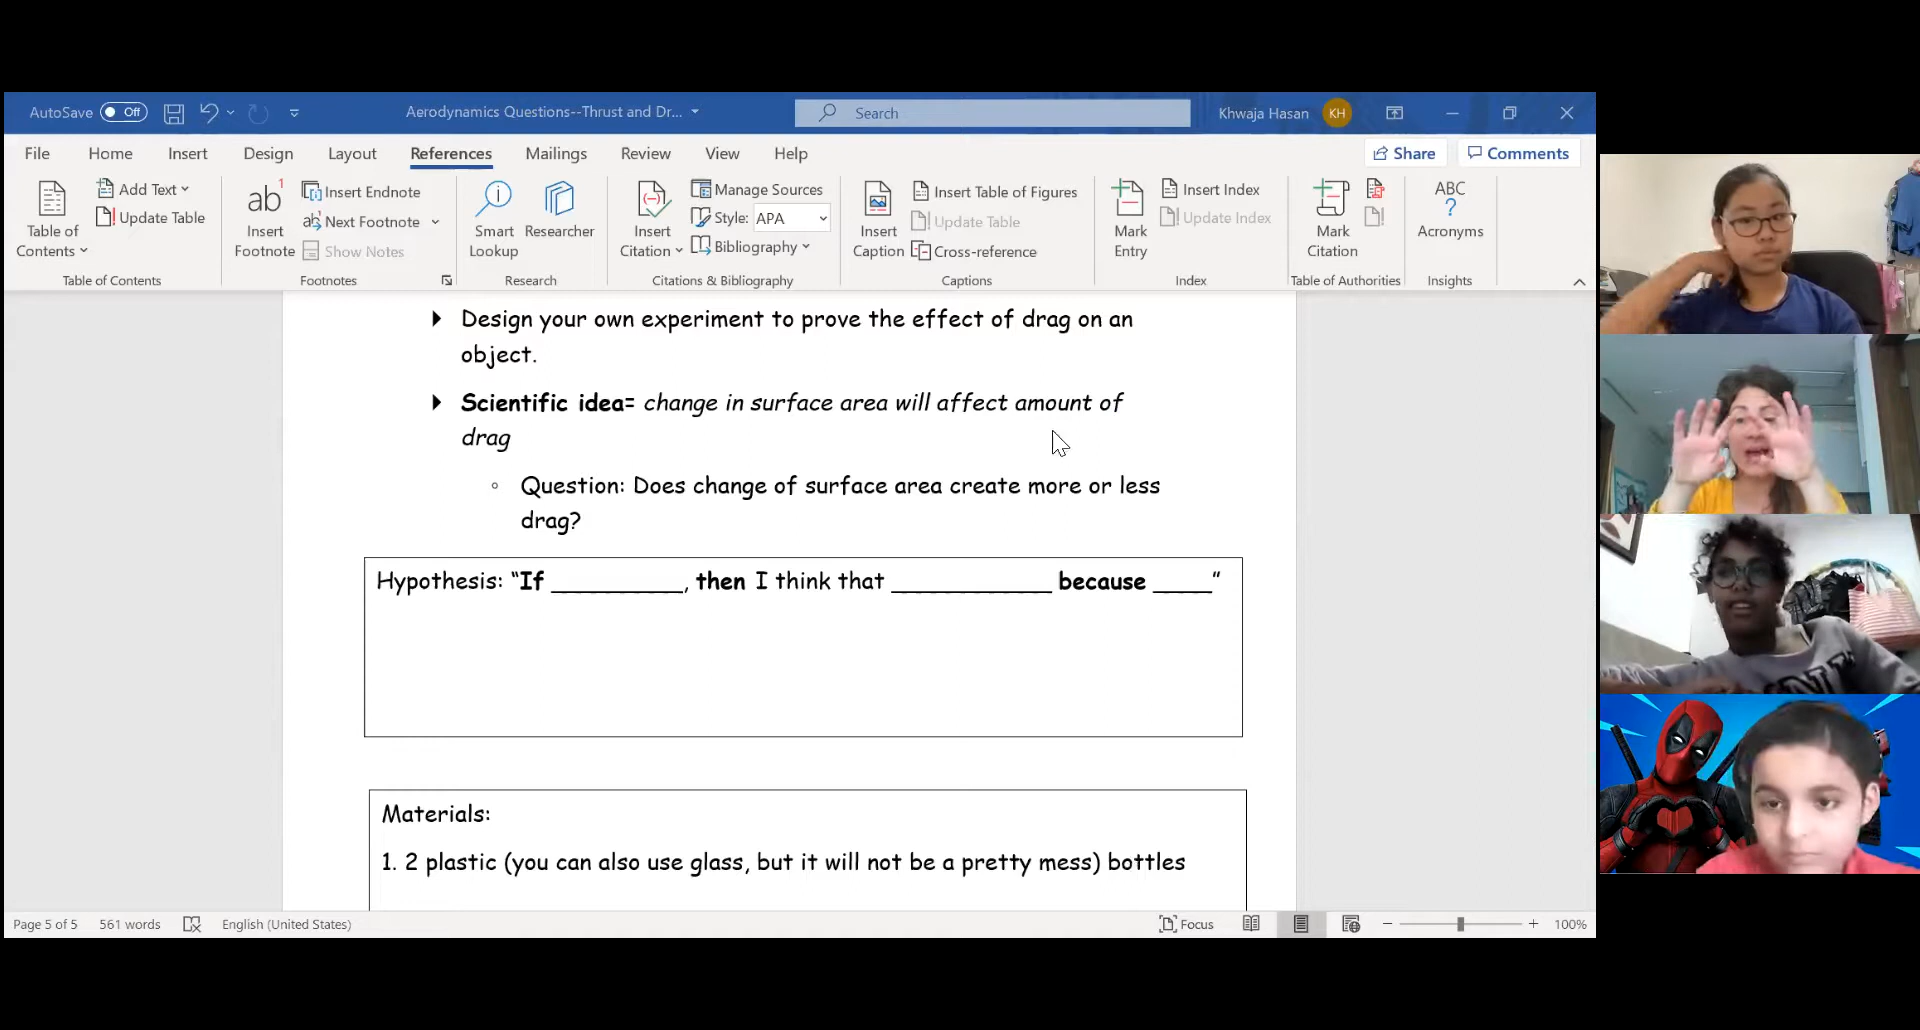 AutoSave Off Aerodynamics Questions--Thrust and Dr... Search Khwaja Hasan KH
File Home Insert Design Layout References Mailings Review View Help Share Comments
Table of Contents
Add Text
Update Table
Table of Contents
ab1
Insert Footnote
Insert Endnote
Next Footnote
Show Notes
Footnotes
Smart Lookup
Researcher
Research
Insert Citation
Manage Sources
Style: APA
Bibliography
Citations & Bibliography
Insert Caption
Insert Table of Figures
Update Table
Cross-reference
Captions
Mark Entry
Insert Index
Update Index
Index
Mark Citation
Table of Authorities
ABC
?
Acronyms
Insights
Design your own experiment to prove the effect of drag on an
object.
Scientific idea= change in surface area will affect amount of
drag
Question: Does change of surface area create more or less
drag?
Hypothesis: “If _________, then I think that ___________ because ____”
Materials:
1. 2 plastic (you can also use glass, but it will not be a pretty mess) bottles
Page 5 of 5 561 words English (United States) Focus 100%